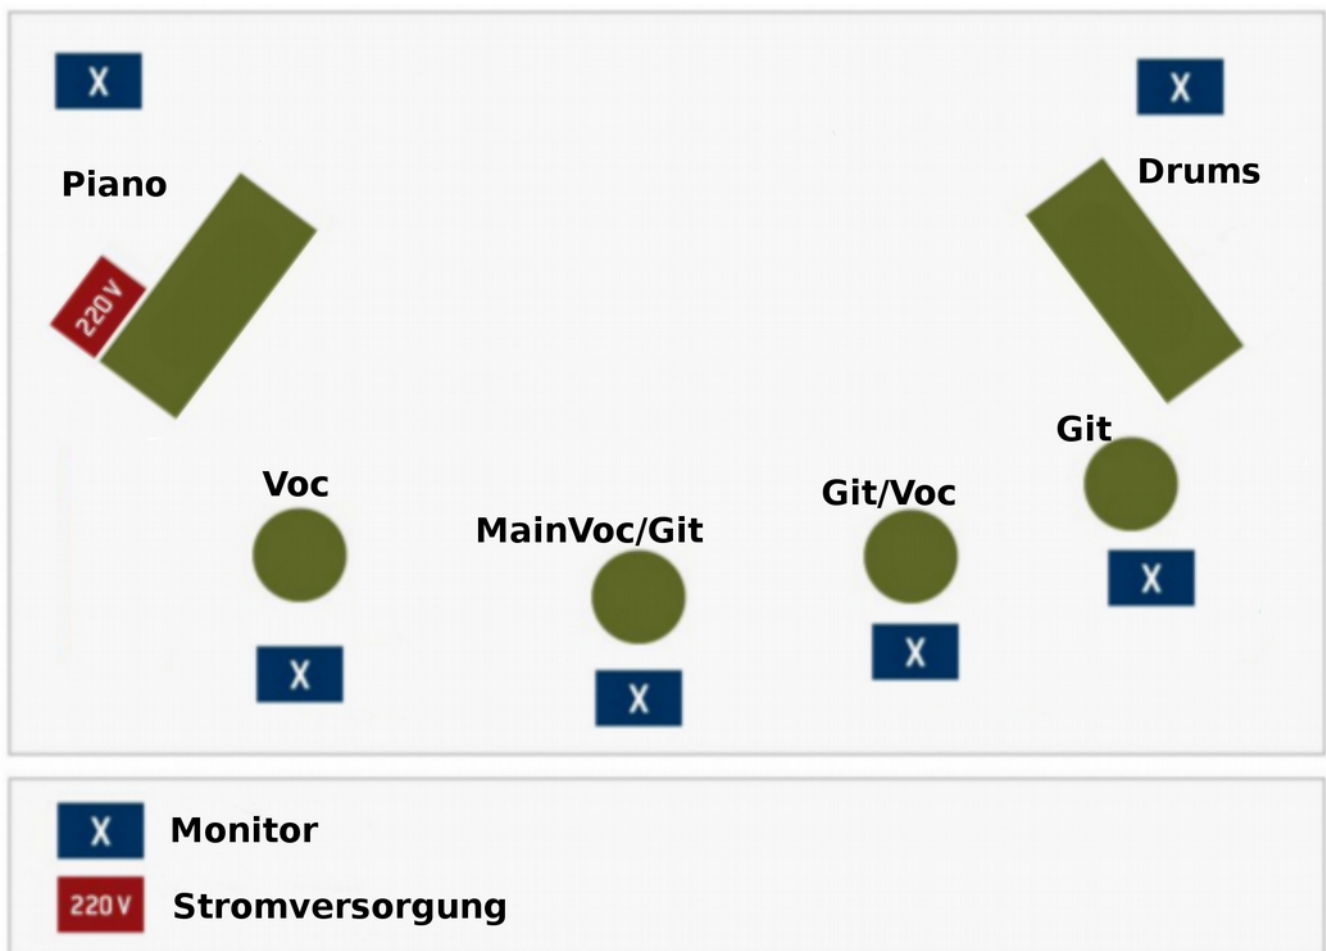 X
X
Piano
Drums
220V
Git
Voc
Git/Voc
MainVoc/Git
X
X
X
X
X Monitor
220V Stromversorgung